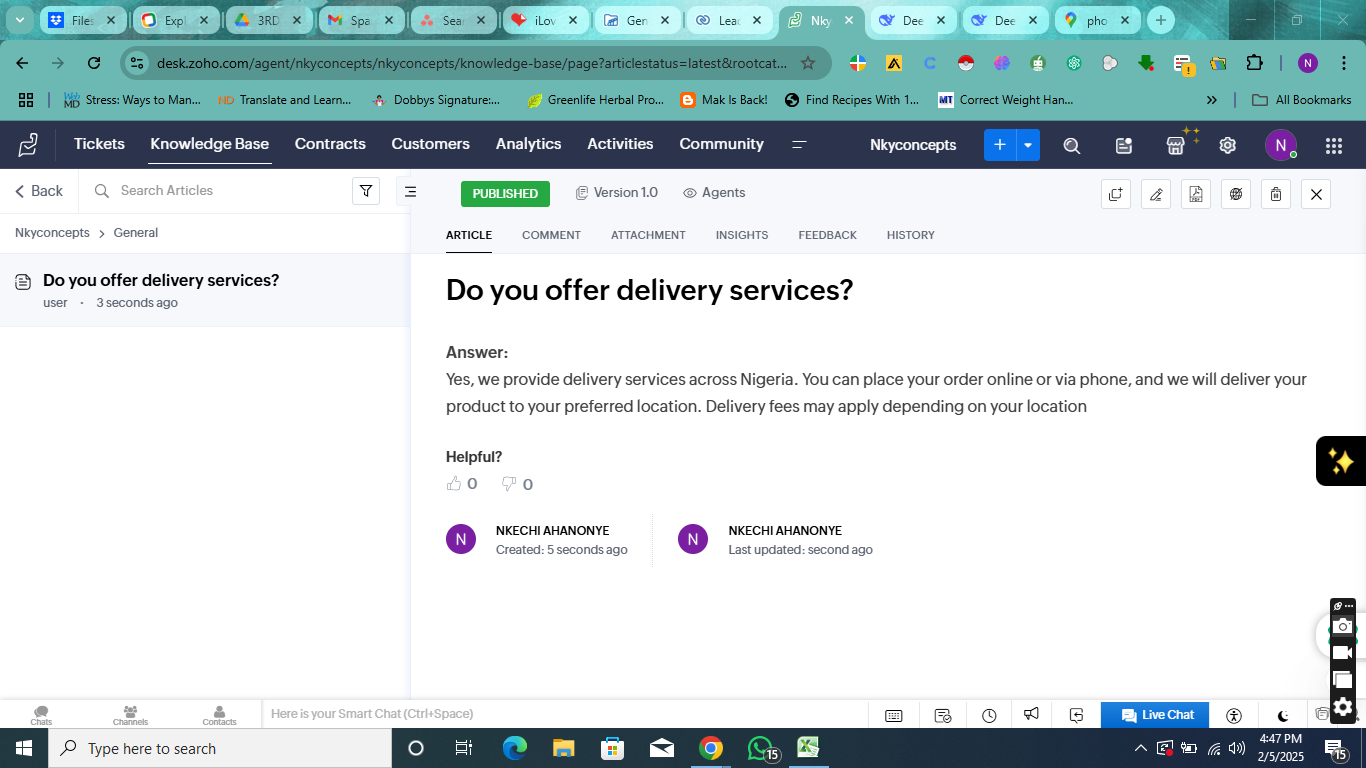 Files
Expl
3RD
Spa
Sear
iLov
Gen
Leac
Nky
Dee
Dee
pho
desk.zoho.com/agent/nkyconcepts/nkyconcepts/knowledge-base/page?articlestatus=latest&rootcat...
N
Stress: Ways to Man...
Translate and Learn...
Dobbys Signature:...
Greenlife Herbal Pro...
Mak Is Back!
Find Recipes With 1...
MT
Correct Weight Han...
»
All Bookmarks
Tickets
Knowledge Base
Contracts
Customers
Analytics
Activities
Community
Nkyconcepts
N
Back
Search Articles
PUBLISHED
Version 1.0
Agents
Nkyconcepts > General
ARTICLE
COMMENT
ATTACHMENT
INSIGHTS
FEEDBACK
HISTORY
Do you offer delivery services?
user · 3 seconds ago
Do you offer delivery services?
Answer:
Yes, we provide delivery services across Nigeria. You can place your order online or via phone, and we will deliver your
product to your preferred location. Delivery fees may apply depending on your location
Helpful?
0
0
N
NKECHI AHANONYE
Created: 5 seconds ago
N
NKECHI AHANONYE
Last updated: second ago
Chats
Channels
Contacts
Here is your Smart Chat (Ctrl+Space)
Live Chat
Type here to search
15
4:47 PM
2/5/2025
15